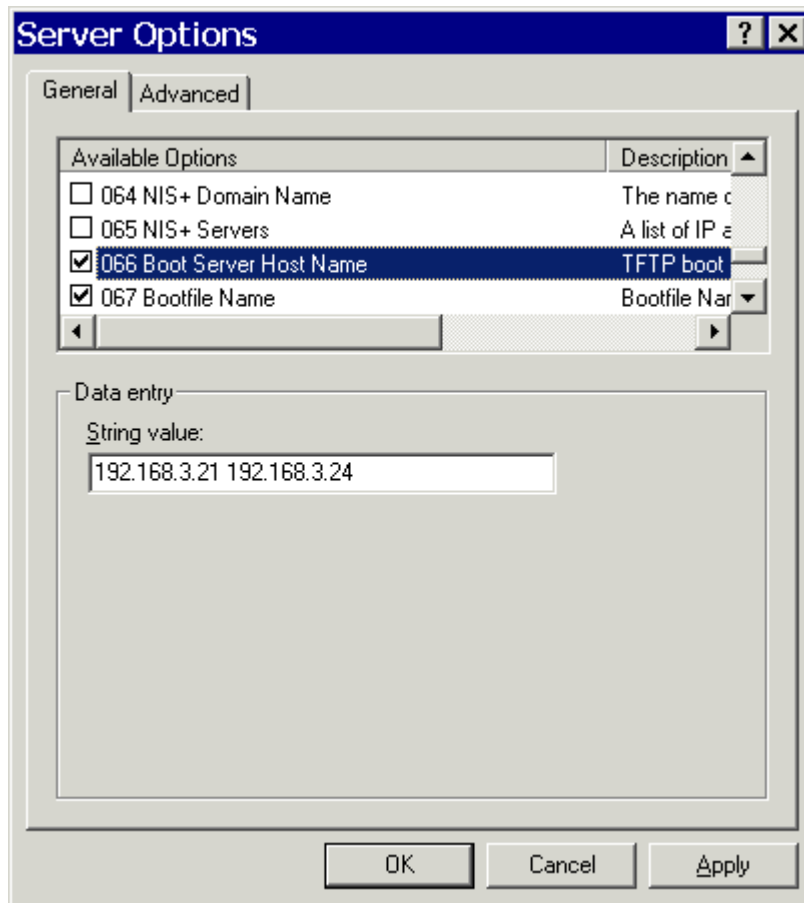 Server Options
General Advanced
Available Options Description
064 NIS+ Domain Name The name
065 NIS+ Servers A list of IP
066 Boot Server Host Name TFTP boot
067 Bootfile Name Bootfile
Data entry
String value:
192.168.3.21 192.168.3.24
OK Cancel Apply